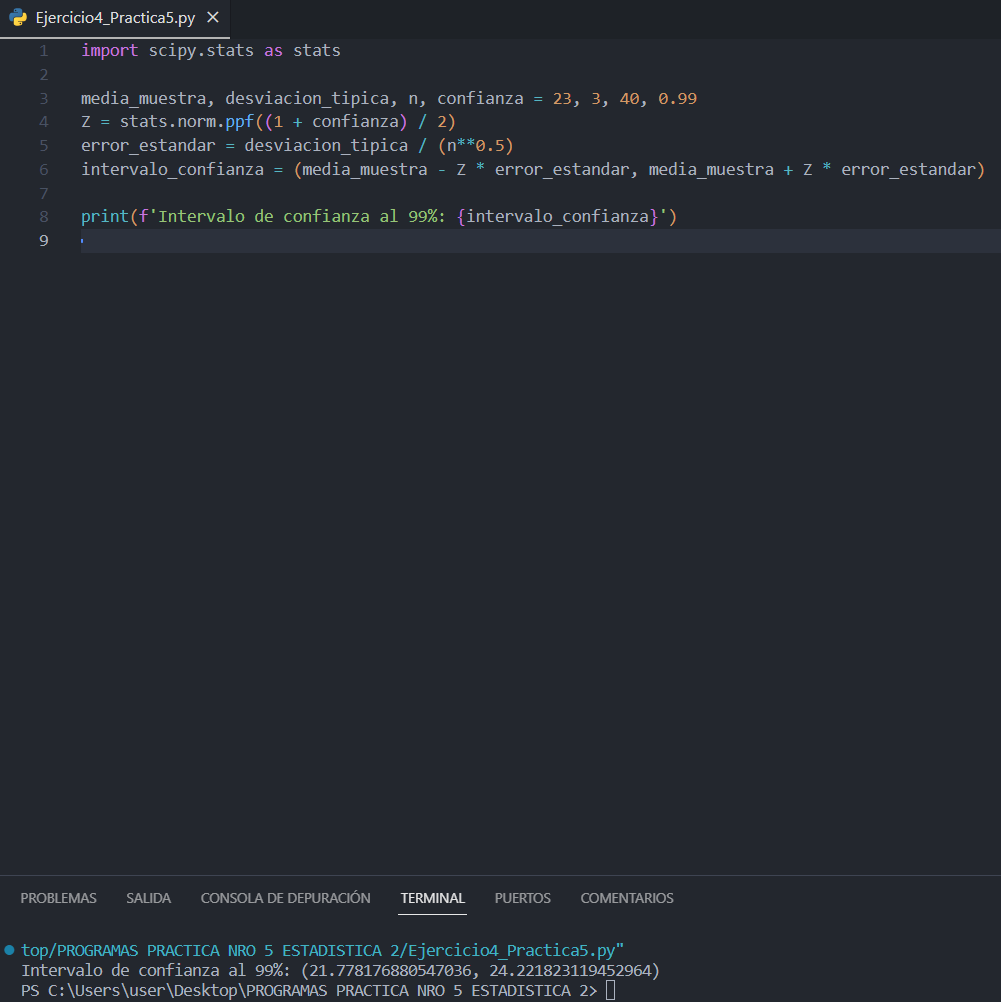 Ejercicio4_Practica5.py ×
1 import scipy.stats as stats
2
3 media_muestra, desviacion_tipica, n, confianza = 23, 3, 40, 0.99
4 Z = stats.norm.ppf((1 + confianza) / 2)
5 error_estandar = desviacion_tipica / (n**0.5)
6 intervalo_confianza = (media_muestra - Z * error_estandar, media_muestra + Z * error_estandar)
7
8 print(f'Intervalo de confianza al 99%: {intervalo_confianza}')
9
PROBLEMAS SALIDA CONSOLA DE DEPURACIÓN TERMINAL PUERTOS COMENTARIOS
top/PROGRAMAS PRACTICA NRO 5 ESTADISTICA 2/Ejercicio4_Practica5.py"
Intervalo de confianza al 99%: (21.778176880547036, 24.221823119452964)
PS C:\Users\user\Desktop\PROGRAMAS PRACTICA NRO 5 ESTADISTICA 2>